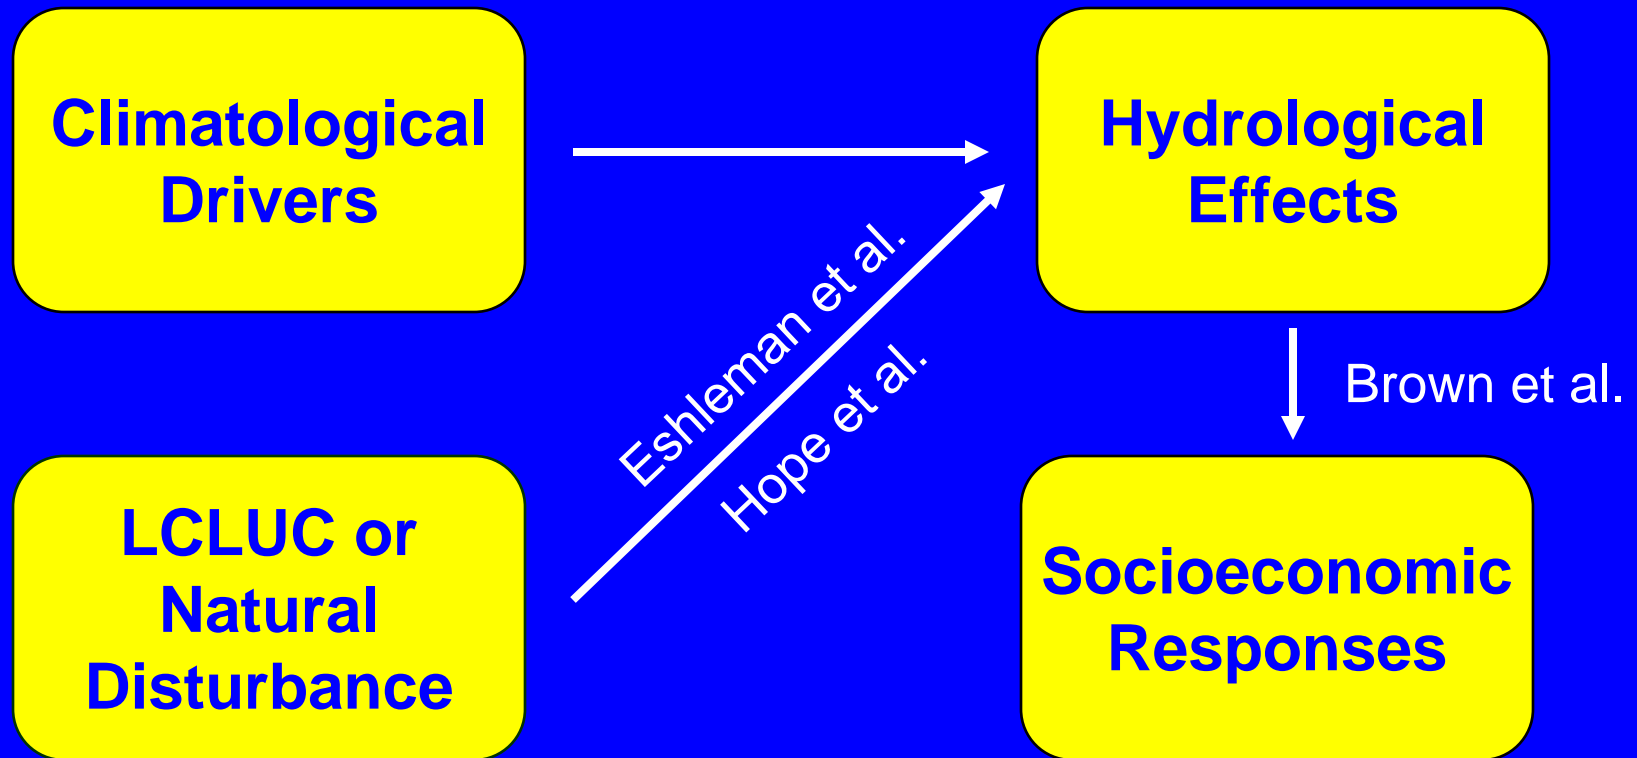 Climatological
Drivers
Hydrological
Effects
Eshleman et al.
Hope et al.
Brown et al.
LCLUC or
Natural
Disturbance
Socioeconomic
Responses